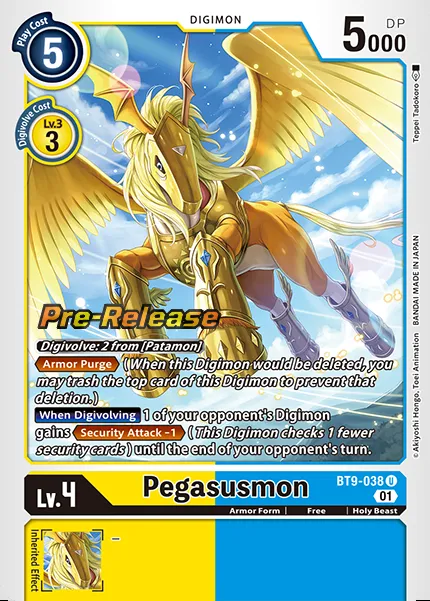 Play Cost
5
DIGIMON
5000
DP
Digivolve Cost
Lv.3
3
Teppei Tadokoro
Pre-Release
Digivolve: 2 from [Patamon]
Armor Purge (When this Digimon would be deleted, you
may trash the top card of this Digimon to prevent that
deletion.)
When Digivolving 1 of your opponent's Digimon
gains Security Attack -1 (This Digimon checks 1 fewer
security cards) until the end of your opponent's turn.
© Akiyoshi Hongo, Toei Animation BANDAI MADE IN JAPAN
Lv.4
Pegasusmon
BT9-038 U
01
Armor Form | Free | Holy Beast
Inherited Effect
–